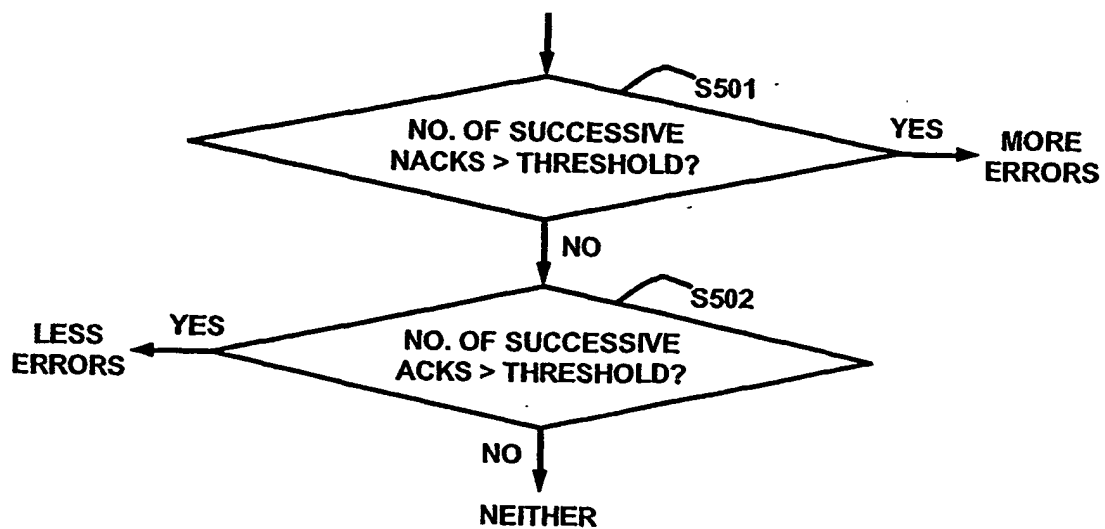 S501
NO. OF SUCCESSIVE
NACKS > THRESHOLD?
YES
MORE
ERRORS
NO
S502
LESS
ERRORS
YES
NO. OF SUCCESSIVE
ACKS > THRESHOLD?
NO
NEITHER